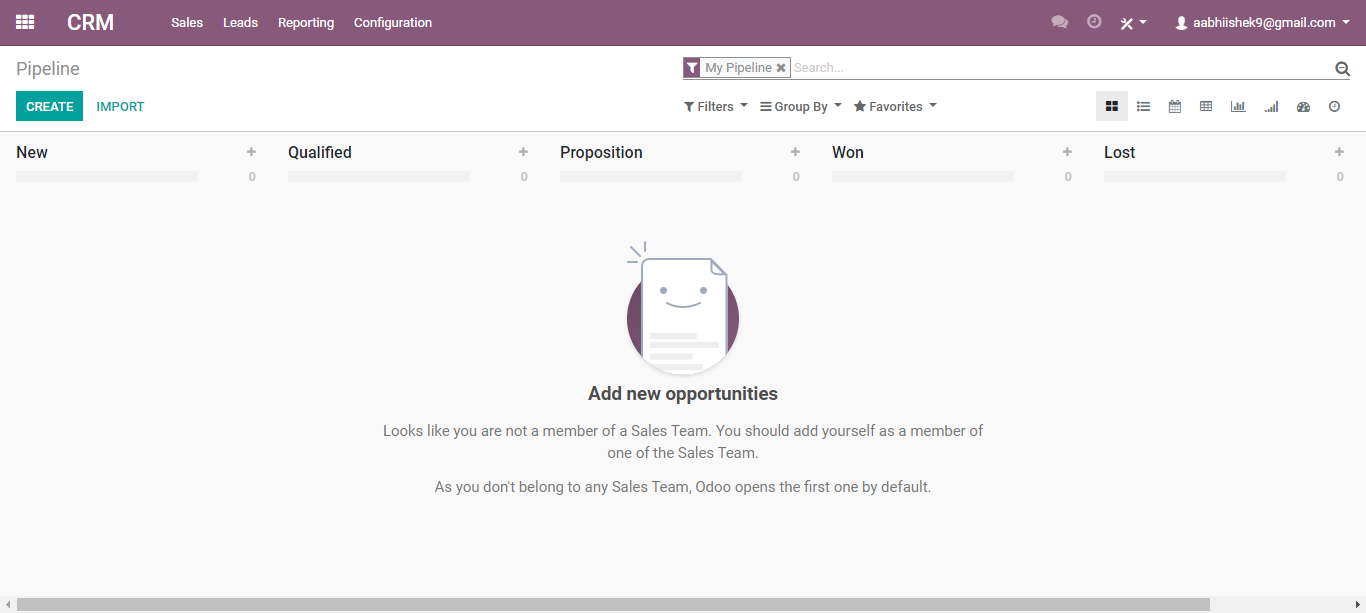 CRM Sales Leads Reporting Configuration aabhiishek9@gmail.com
Pipeline My Pipeline Search...
CREATE IMPORT Filters Group By Favorites
New Qualified Proposition Won Lost
0 0 0 0 0
Add new opportunities
Looks like you are not a member of a Sales Team. You should add yourself as a member of
one of the Sales Team.
As you don't belong to any Sales Team, Odoo opens the first one by default.